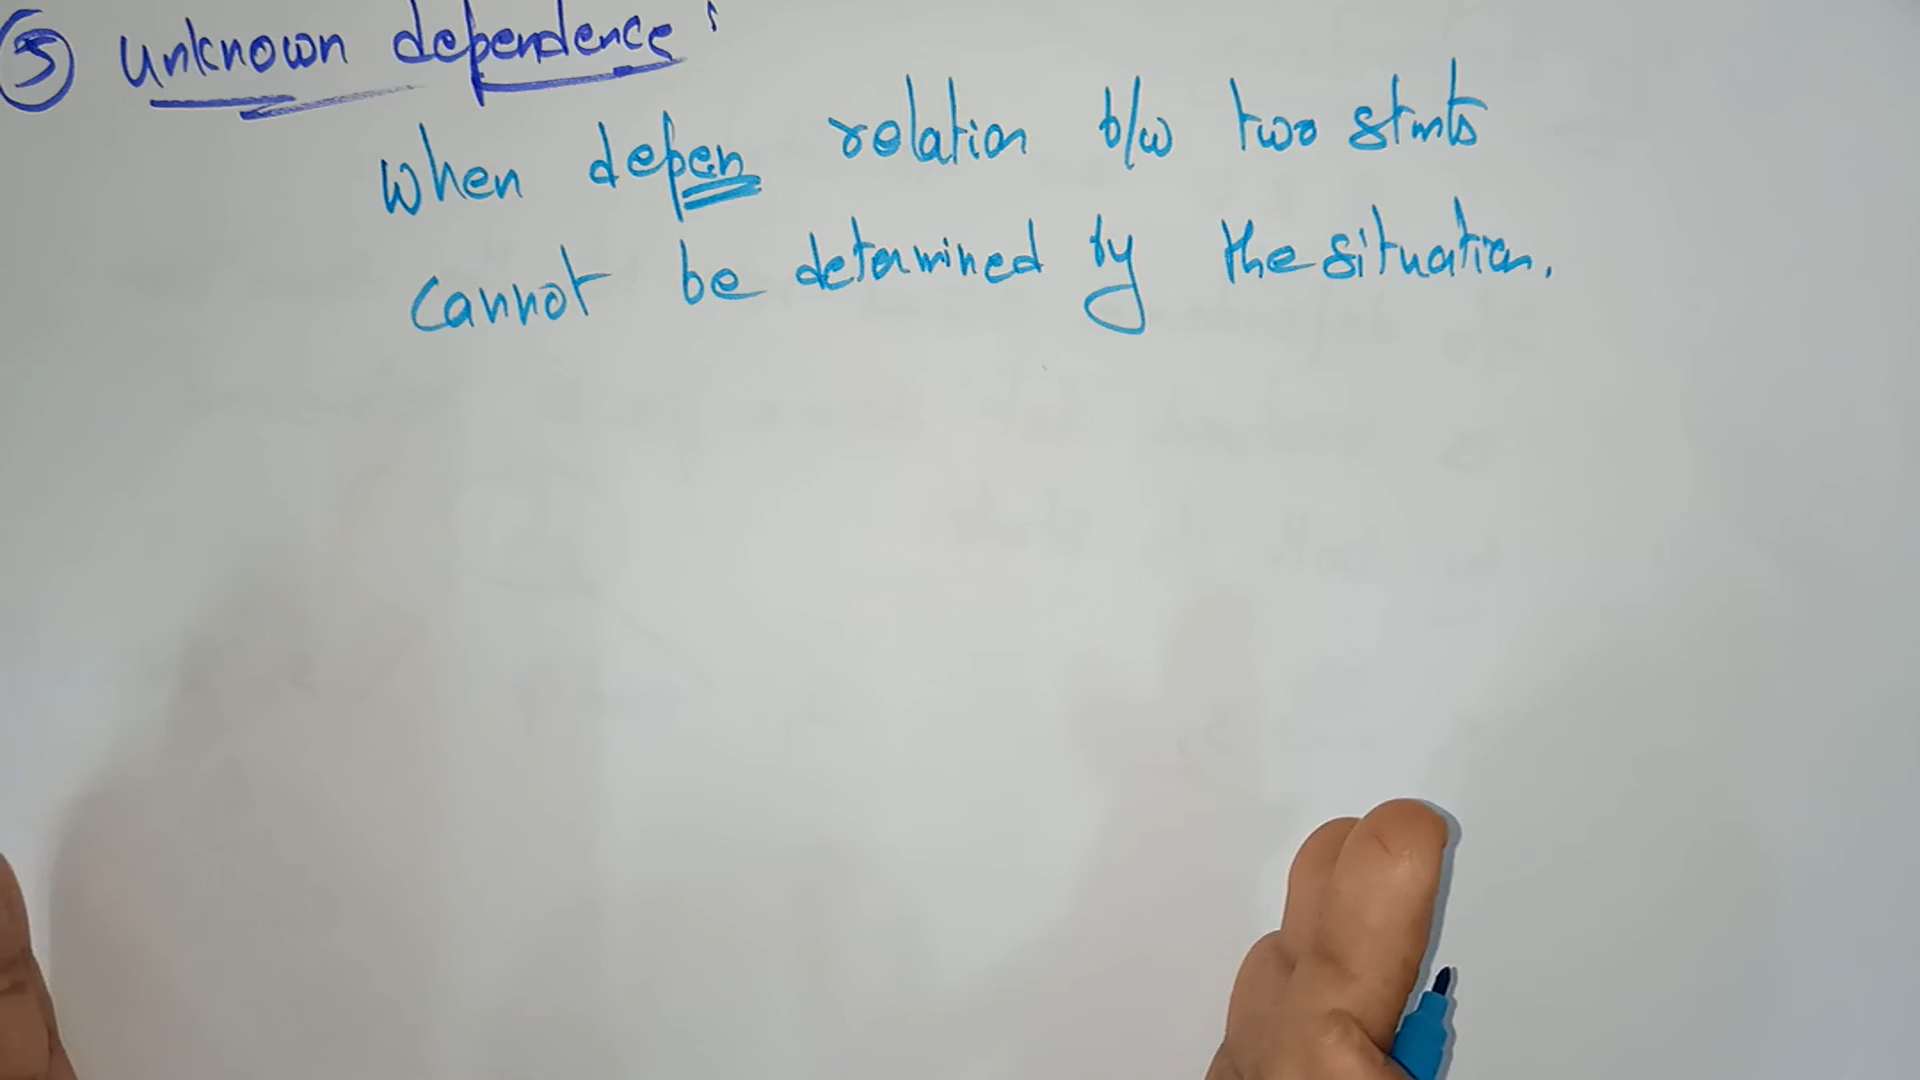 5 unknown dependence:
when depen relation b/w two stmts
cannot be determined by the situation.